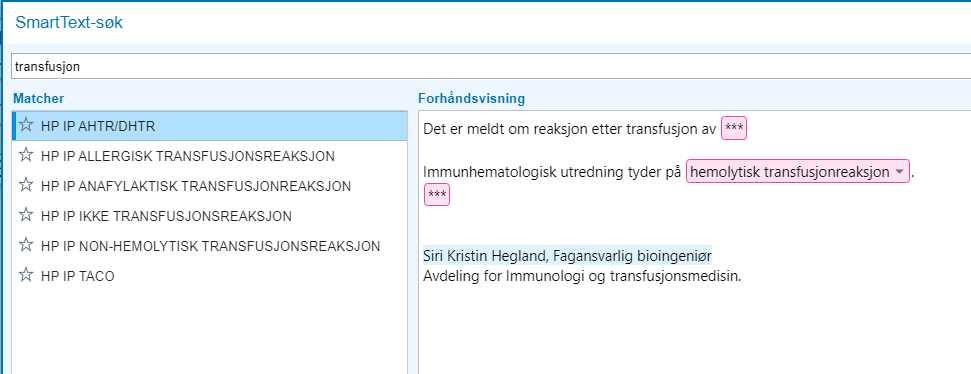 SmartText-søk
transfusjon
Matcher
HP IP AHTR/DHTR
HP IP ALLERGISK TRANSFUSJONSREAKSJON
HP IP ANAFYLAKTISK TRANSFUSJONREAKSJON
HP IP IKKE TRANSFUSJONSREAKSJON
HP IP NON-HEMOLYTISK TRANSFUSJONSREAKSJON
HP IP TACO
Forhåndsvisning
Det er meldt om reaksjon etter transfusjon av ***
Immunhematologisk utredning tyder på hemolytisk transfusjonreaksjon .
***
Siri Kristin Hegland, Fagansvarlig bioingeniør
Avdeling for Immunologi og transfusjonsmedisin.